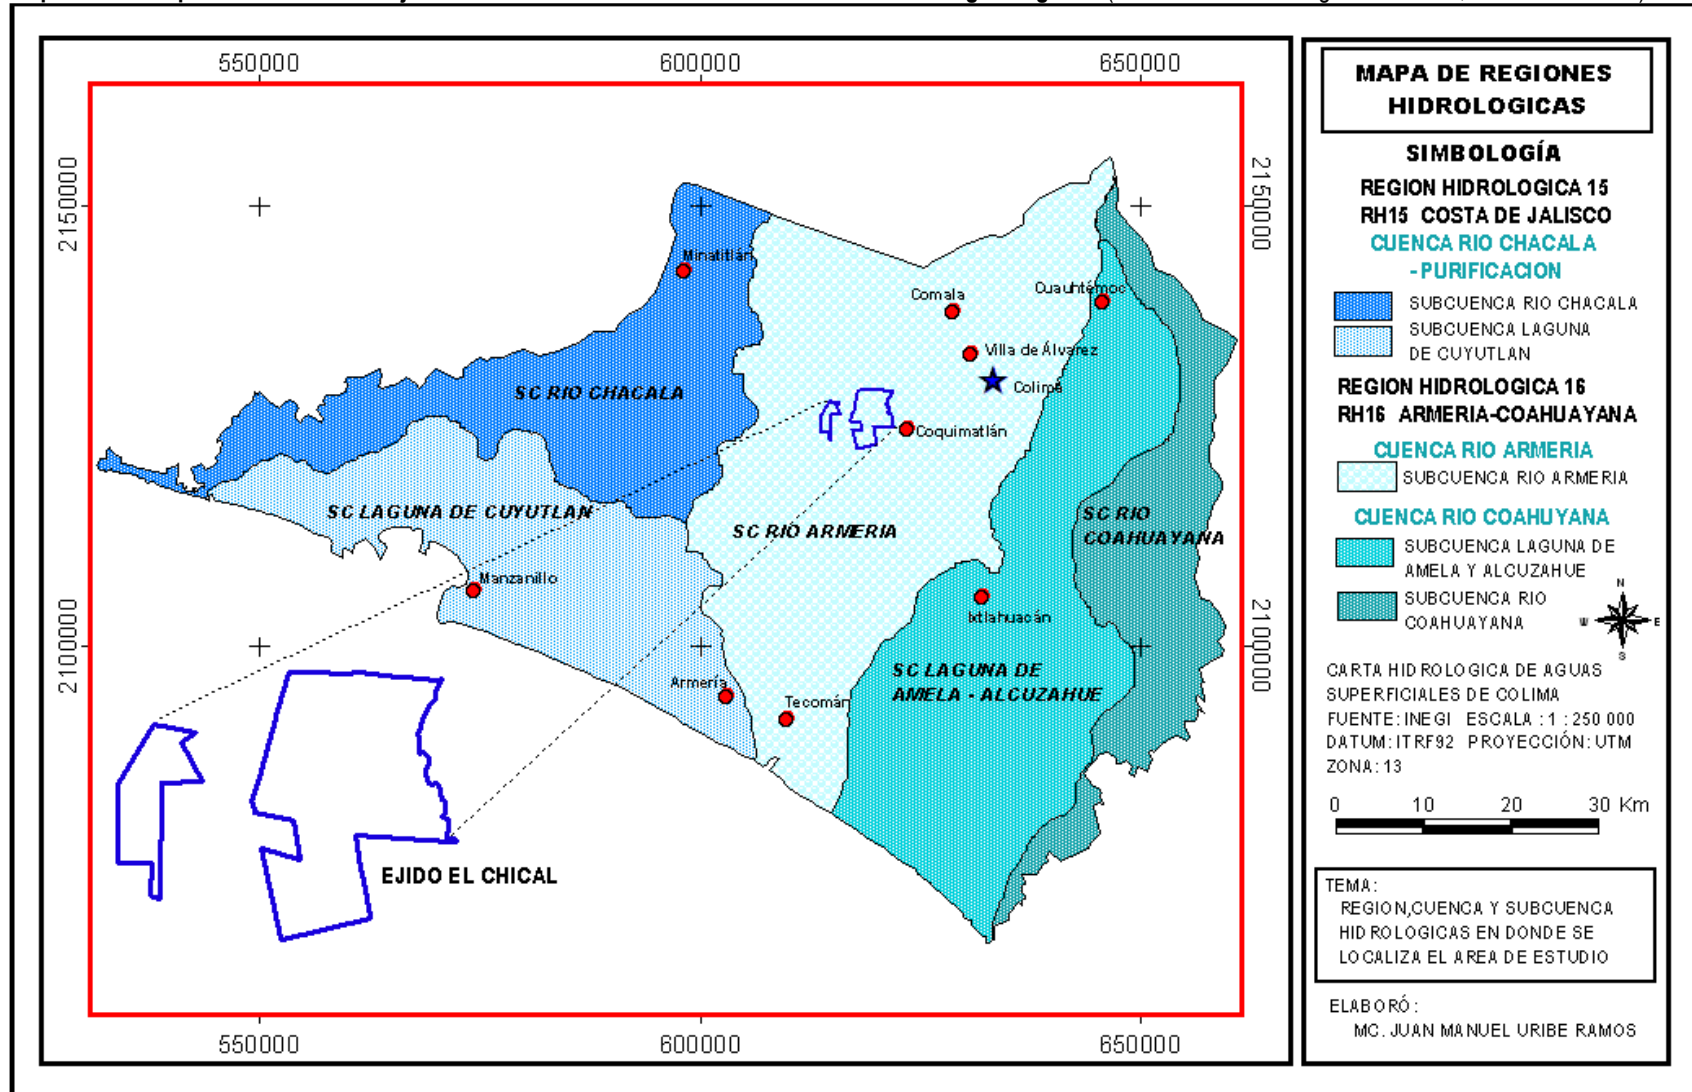 550000
600000
650000
2150000
2150000
2100000
2100000
Minatitlán
Comala
Cuauhtémoc
Villa de Álvarez
Colima
Coquimatlán
SC RIO CHACALA
SC LAGUNA DE CUYUTLAN
SC RIO ARMERIA
SC RIO
COAHUAYANA
Manzanillo
Ixtlahuacán
Armería
Tecomán
SC LAGUNA DE
AMELA - ALCUZAHUE
EJIDO EL CHICAL
550000
600000
650000
MAPA DE REGIONES
HIDROLOGICAS
SIMBOLOGÍA
REGION HIDROLOGICA 15
RH15 COSTA DE JALISCO
CUENCA RIO CHACALA
- PURIFICACION
SUBCUENCA RIO CHACALA
SUBCUENCA LAGUNA
DE CUYUTLAN
REGION HIDROLOGICA 16
RH16 ARMERIA-COAHUAYANA
CUENCA RIO ARMERIA
SUBCUENCA RIO ARMERIA
CUENCA RIO COAHUYANA
SUBCUENCA LAGUNA DE
AMELA Y ALCUZAHUE
SUBCUENCA RIO
COAHUAYANA
N
W E
S
CARTA HIDROLOGICA DE AGUAS
SUPERFICIALES DE COLIMA
FUENTE: INEGI ESCALA : 1 : 250 000
DATUM: ITRF92 PROYECCIÓN: UTM
ZONA: 13
0 10 20 30 Km
TEMA:
REGION,CUENCA Y SUBCUENCA
HIDROLOGICAS EN DONDE SE
LOCALIZA EL AREA DE ESTUDIO
ELABORÓ:
MC. JUAN MANUEL URIBE RAMOS